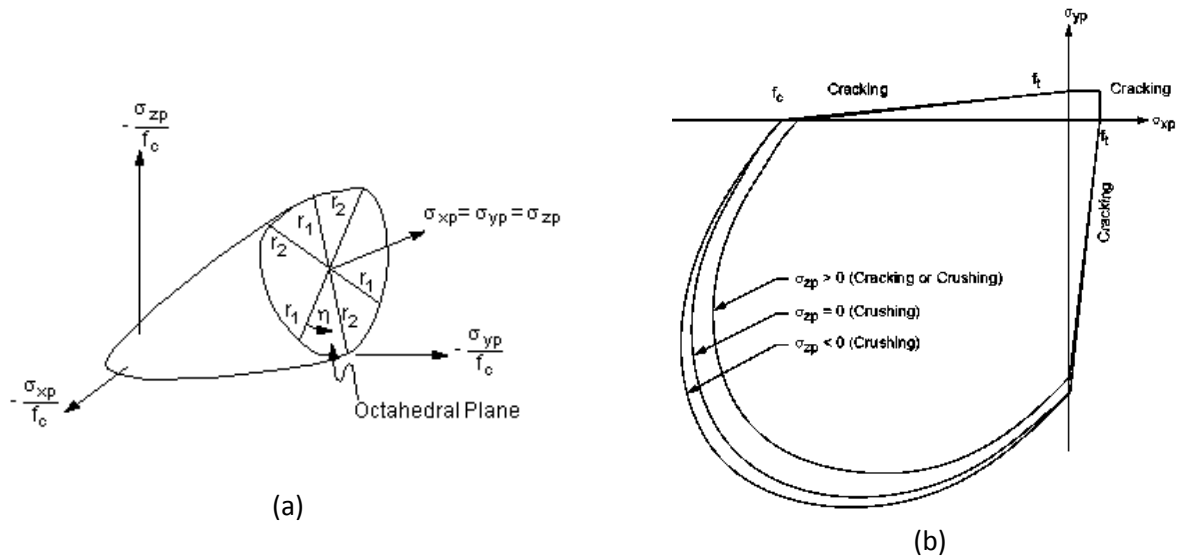 - σzp
fc
r2
r1
r2
r1
r1
η
r2
σxp = σyp = σzp
- σyp
fc
- σxp
fc
Octahedral Plane
(a)
σyp
Cracking
ft
Cracking
fc
σxp
ft
Cracking
σzp > 0 (Cracking or Crushing)
σzp = 0 (Crushing)
σzp < 0 (Crushing)
(b)